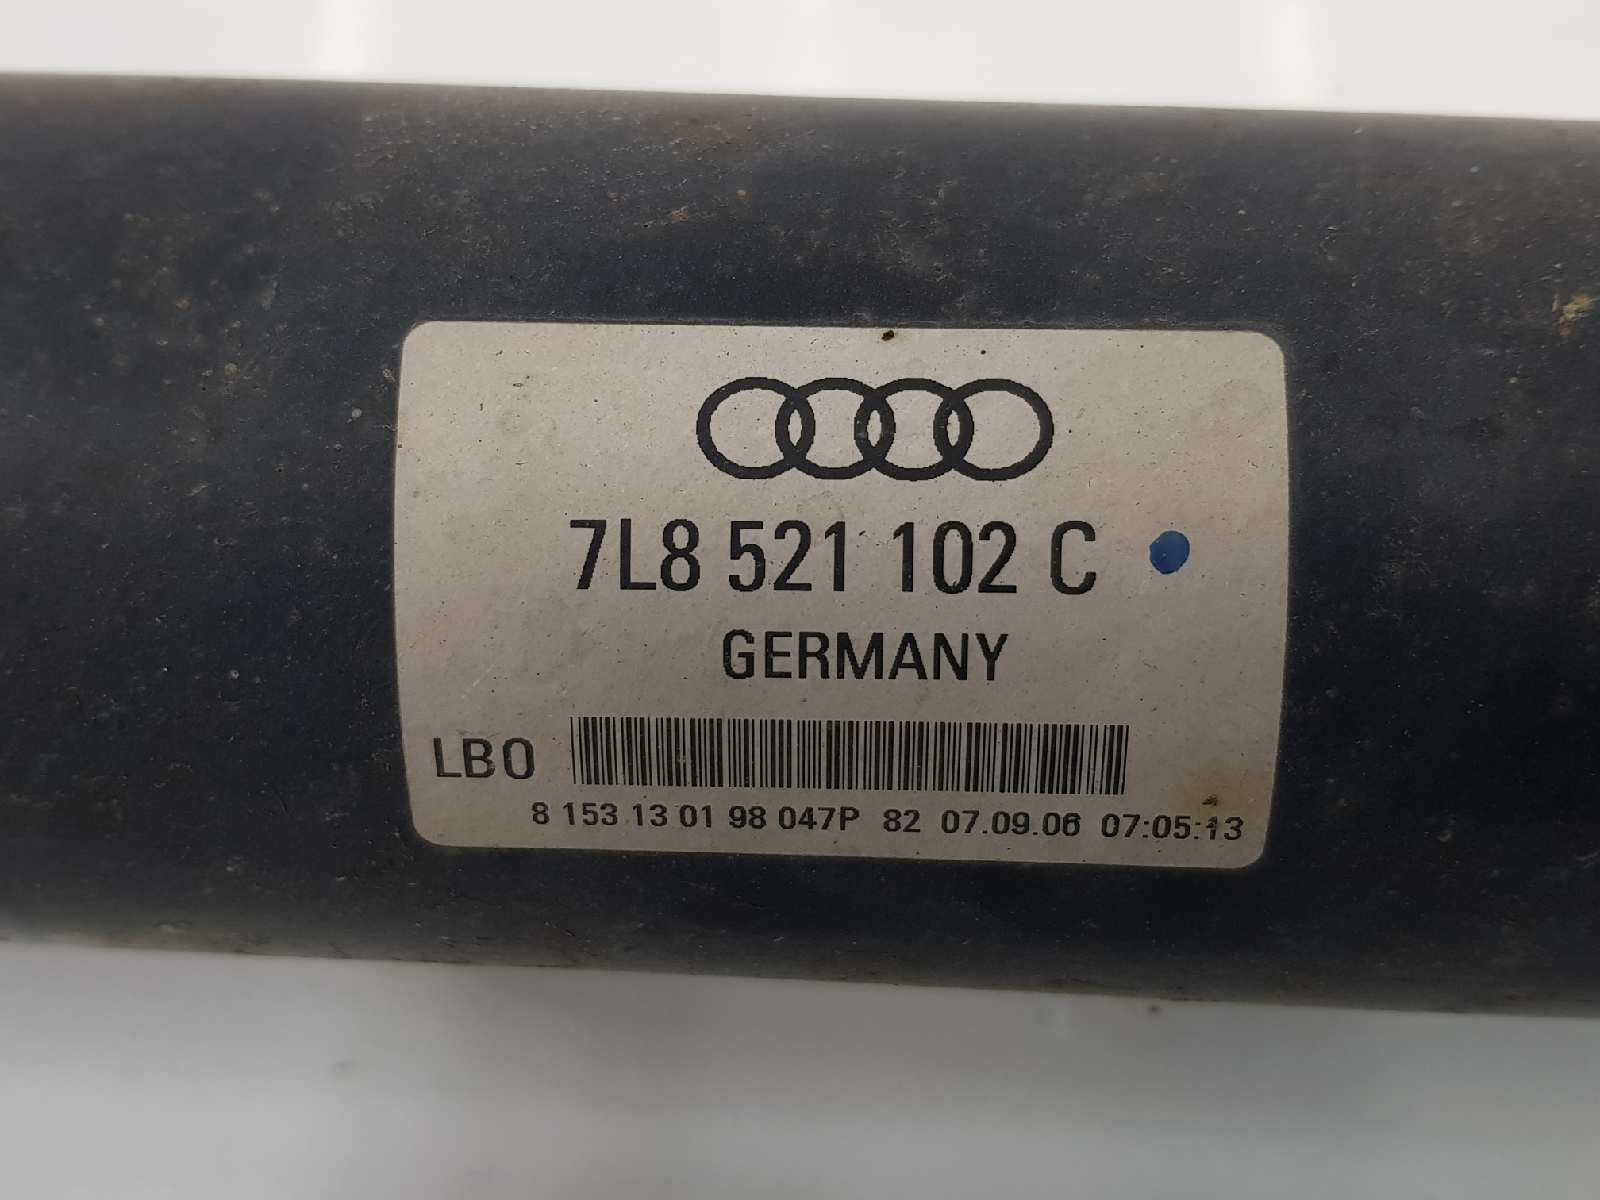 7L8 521 102 C
GERMANY
LBO
8 153 13 01 98 047P 82 07.09.06 07:05:13